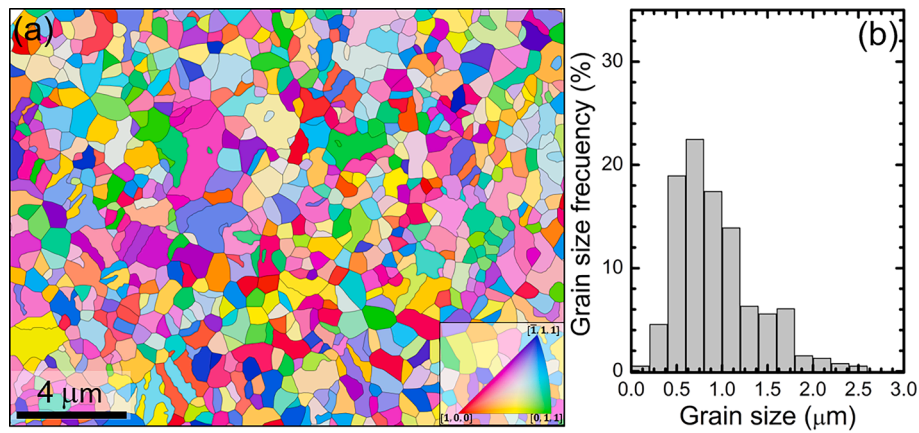 (a)
4 μm
[1̅,1,1]
[1,0,0]
[0,1,1]
(b)
Grain size frecuency (%)
30
20
10
0
0.0 0.5 1.0 1.5 2.0 2.5 3.0
Grain size (μm)